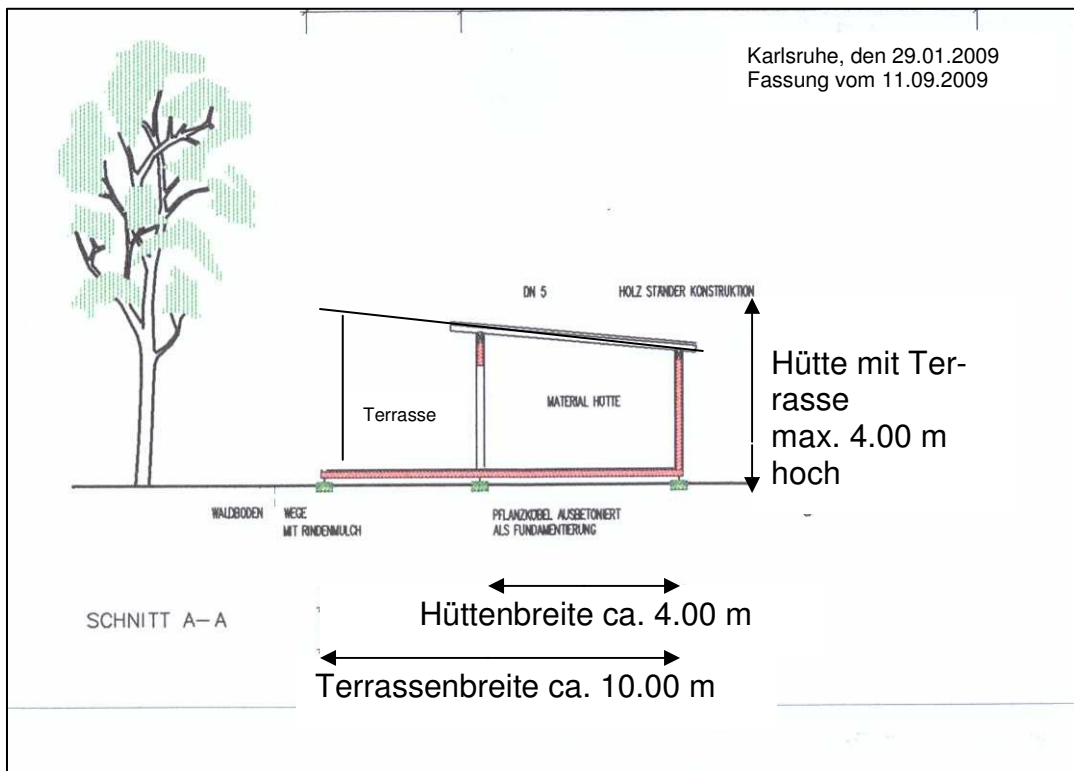 Karlsruhe, den 29.01.2009
Fassung vom 11.09.2009
DN 5
HOLZ STÄNDER KONSTRUKTION
Hütte mit Ter-
rasse
max. 4.00 m
hoch
MATERIAL HÜTTE
Terrasse
WALDBODEN
WEGE
MIT RINDENMULCH
PFLANZKÜBEL AUSBETONIERT
ALS FUNDAMENTIERUNG
SCHNITT A-A
Hüttenbreite ca. 4.00 m
Terrassenbreite ca. 10.00 m